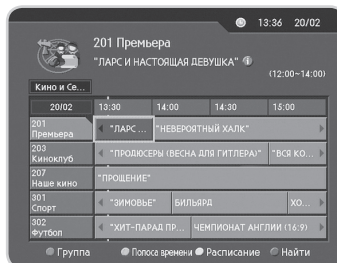 13:36 20/02
201 Премьера
"ЛАРС И НАСТОЯЩАЯ ДЕВУШКА"
(12:00~14:00)
Кино и Се...
20/02 13:30 14:00 14:30 15:00
201 Премьера "ЛАРС ... "НЕВЕРОЯТНЫЙ ХАЛК"
203 Киноклуб "ПРОДЮСЕРЫ (ВЕСНА ДЛЯ ГИТЛЕРА)" "ВСЯ КО...
207 Наше кино "ПРОЩЕНИЕ"
301 Спорт "ЗИМОВЬЕ" БИЛЬЯРД ХО...
302 Футбол "ХИТ-ПАРАД ПР... ЧЕМПИОНАТ АНГЛИИ (16:9)
Группа Полоса времени Расписание Найти